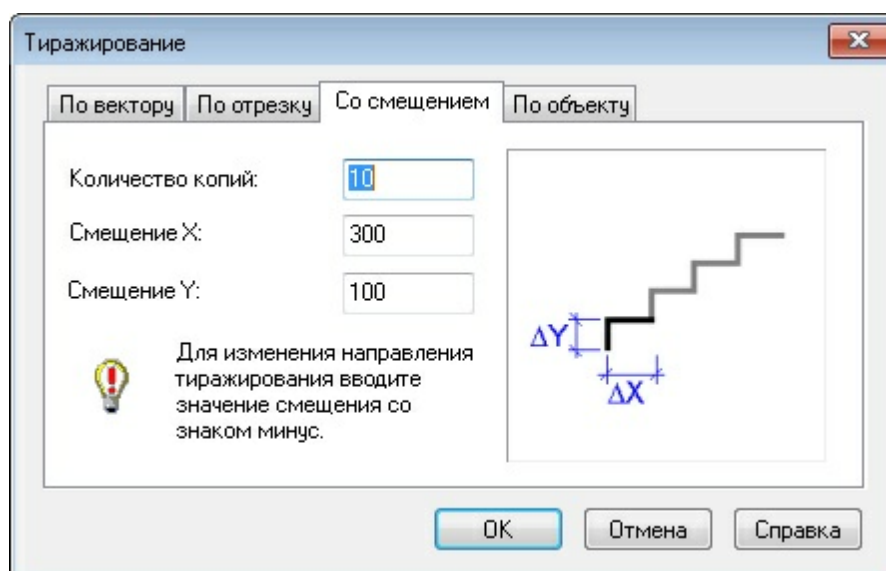 Тиражирование
По вектору По отрезку Со смещением По объекту
Количество копий: 10
Смещение X: 300
Смещение Y: 100
Для изменения направления
тиражирования вводите
значение смещения со
знаком минус.
ΔY
ΔX
OK Отмена Справка